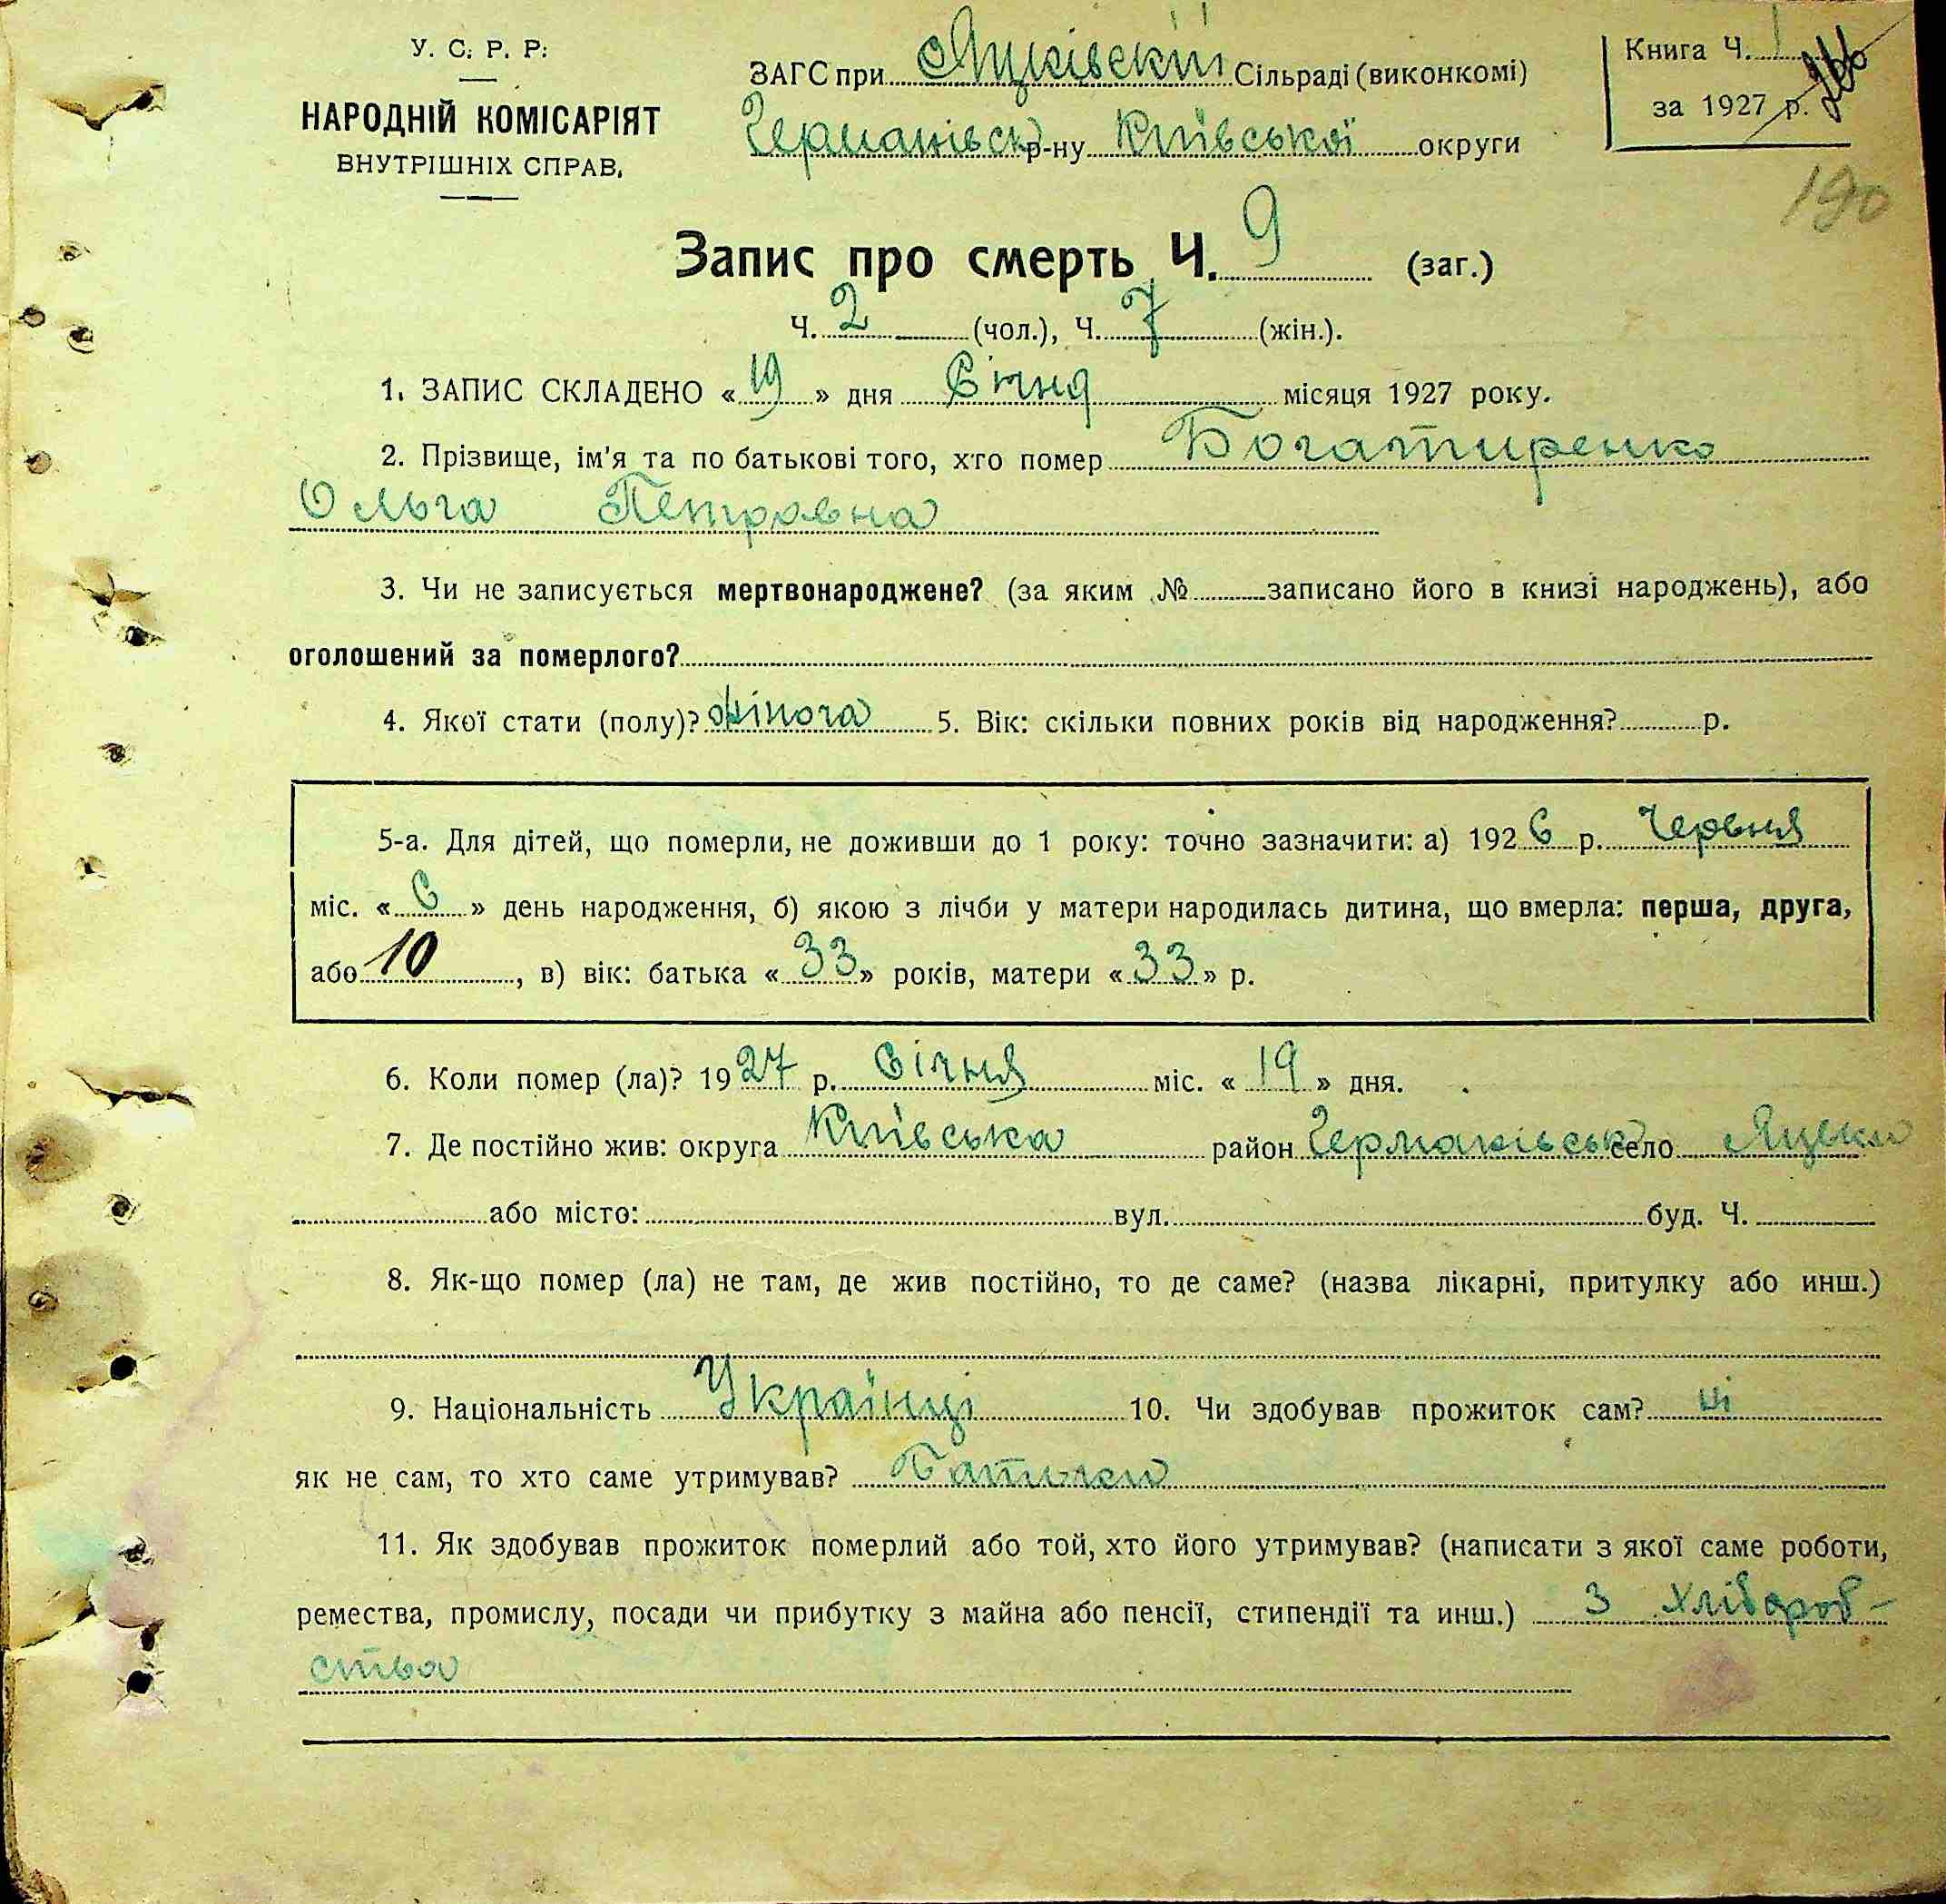 У. С. Р. Р.
НАРОДНІЙ КОМІСАРІЯТ
ВНУТРІШНІХ СПРАВ.
ЗАГС при Яцківскій Сільраді (виконкомі)
Германівск р-ну Київської округи
Книга Ч. 1
за 1927 р.
190
Запис про смерть Ч. 9 (заг.)
Ч. 2 (чол.), Ч. 7 (жін.).
1. ЗАПИС СКЛАДЕНО « 19 » дня Січня місяця 1927 року.
2. Прізвище, ім'я та по батькові того, хто помер Богатиренко
Ольга Петровна
3. Чи не записується мертвонароджене? (за яким № записано його в книзі народжень), або
оголошений за померлого?
4. Якої стати (полу)? жіноча 5. Вік: скільки повних років від народження? р.
5-а. Для дітей, що померли, не доживши до 1 року: точно зазначити: а) 1926 р. Червня
міс. « 6 » день народження, б) якою з лічби у матери народилась дитина, що вмерла: перша, друга,
або 10, в) вік: батька « 33 » років, матери « 33 » р.
6. Коли помер (ла)? 1927 р. Січня міс. « 19 » дня.
7. Де постійно жив: округа Київська район Германівськ село Яцьки
або місто: вул. буд. Ч.
8. Як-що помер (ла) не там, де жив постійно, то де саме? (назва лікарні, притулку або инш.)
9. Національність Українці 10. Чи здобував прожиток сам? ні
як не сам, то хто саме утримував? Батьки
11. Як здобував прожиток померлий або той, хто його утримував? (написати з якої саме роботи,
ремества, промислу, посади чи прибутку з майна або пенсії, стипендії та инш.) З хлібороб-
ства